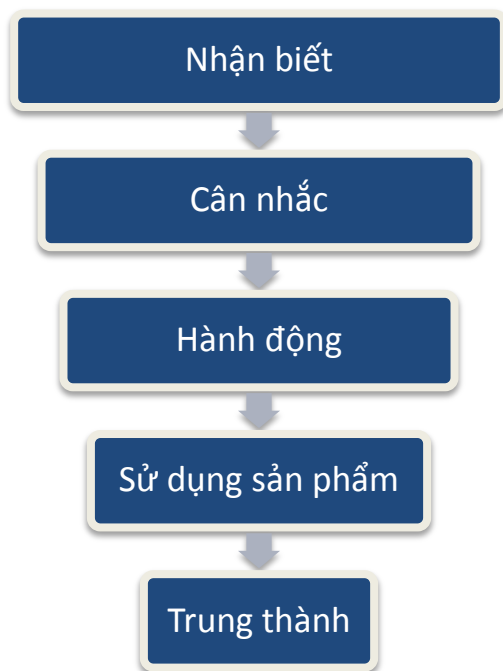 Nhận biết
Cân nhắc
Hành động
Sử dụng sản phẩm
Trung thành